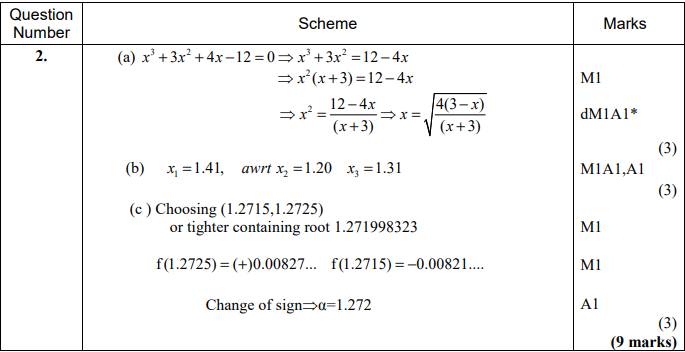 Question Number Scheme Marks
2. (a) x³ + 3x² + 4x − 12 = 0 ⇒ x³ + 3x² = 12 − 4x
⇒ x²(x + 3) = 12 − 4x M1
⇒ x² = (12 − 4x)/(x + 3) ⇒ x = √(4(3 − x)/(x + 3)) dM1A1*
(3)
(b) x₁ = 1.41, awrt x₂ = 1.20 x₃ = 1.31 M1A1,A1
(3)
(c ) Choosing (1.2715,1.2725)
or tighter containing root 1.271998323 M1
f(1.2725) = (+)0.00827... f(1.2715) = −0.00821.... M1
Change of sign⇒α=1.272 A1
(3)
(9 marks)